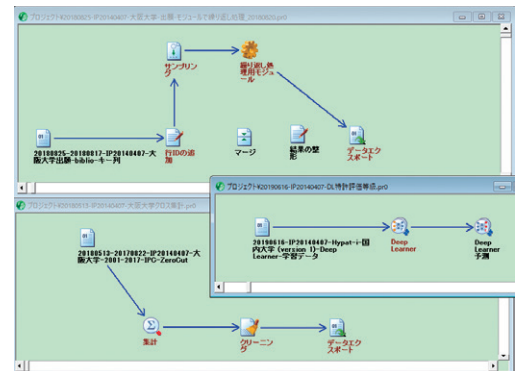 プロジェクト¥20180825-IP20140407-大阪大学-出願-モジュールで繰り返し処理_20180820.pr0
サンプリン
グ
繰り返し処
理用モジュ
ール
20180825-20180817-IP20140407-大
阪大学出願-biblio-キー列
行IDの追
加
マージ
結果の整
形
データエク
スポート
プロジェクト¥20190616-IP20140407-DL特許評価等級.pr0
20190616-IP20140407-Hypat-i-国
内大学 (version 1)-Deep
Learner-学習データ
Deep
Learner
Deep
Learner
予測
プロジェクト¥20180513-IP20140407-大阪大学クロス集計.pr0
20180513-20170822-IP20140407-大
阪大学-2001-2017-IPC-ZeroCut
集計
クリーニン
グ
データエク
スポート